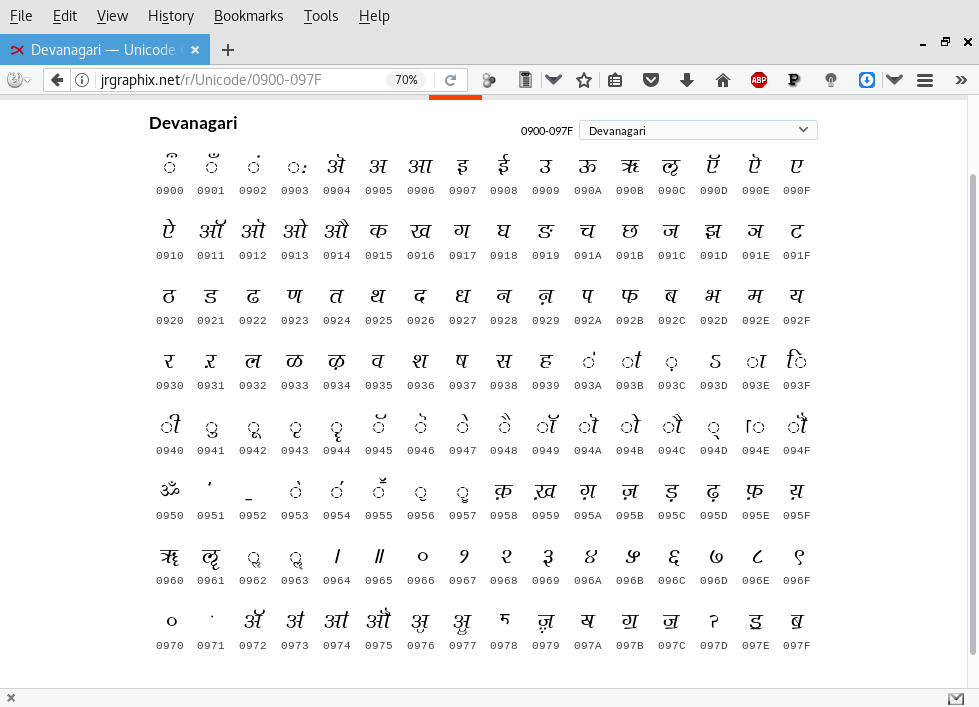 File Edit View History Bookmarks Tools Help
Devanagari — Unicode
jrgraphix.net/r/Unicode/0900-097F 70% ABP P
Devanagari
0900-097F Devanagari
ऀ ँ ं ः ऄ अ आ इ ई उ ऊ ऋ ऌ ऍ ऎ ए
0900 0901 0902 0903 0904 0905 0906 0907 0908 0909 090A 090B 090C 090D 090E 090F
ऐ ऑ ऒ ओ औ क ख ग घ ङ च छ ज झ ञ ट
0910 0911 0912 0913 0914 0915 0916 0917 0918 0919 091A 091B 091C 091D 091E 091F
ठ ड ढ ण त थ द ध न ऩ प फ ब भ म य
0920 0921 0922 0923 0924 0925 0926 0927 0928 0929 092A 092B 092C 092D 092E 092F
र ऱ ल ळ ऴ व श ष स ह ऺ ऻ ़ ऽ ा ि
0930 0931 0932 0933 0934 0935 0936 0937 0938 0939 093A 093B 093C 093D 093E 093F
ी ु ू ृ ॄ ॅ ॆ े ै ॉ ॊ ो ौ ् ॎ ॏ
0940 0941 0942 0943 0944 0945 0946 0947 0948 0949 094A 094B 094C 094D 094E 094F
ॐ ॑ ॒ ॓ ॔ ॕ ॖ ॗ क़ ख़ ग़ ज़ ड़ ढ़ फ़ य़
0950 0951 0952 0953 0954 0955 0956 0957 0958 0959 095A 095B 095C 095D 095E 095F
ॠ ॡ ॢ ॣ । ॥ ० १ २ ३ ४ ५ ६ ७ ८ ९
0960 0961 0962 0963 0964 0965 0966 0967 0968 0969 096A 096B 096C 096D 096E 096F
॰ ॱ ॲ ॳ ॴ ॵ ॶ ॷ ॸ ॹ ॺ ॻ ॼ ॽ ॾ ॿ
0970 0971 0972 0973 0974 0975 0976 0977 0978 0979 097A 097B 097C 097D 097E 097F